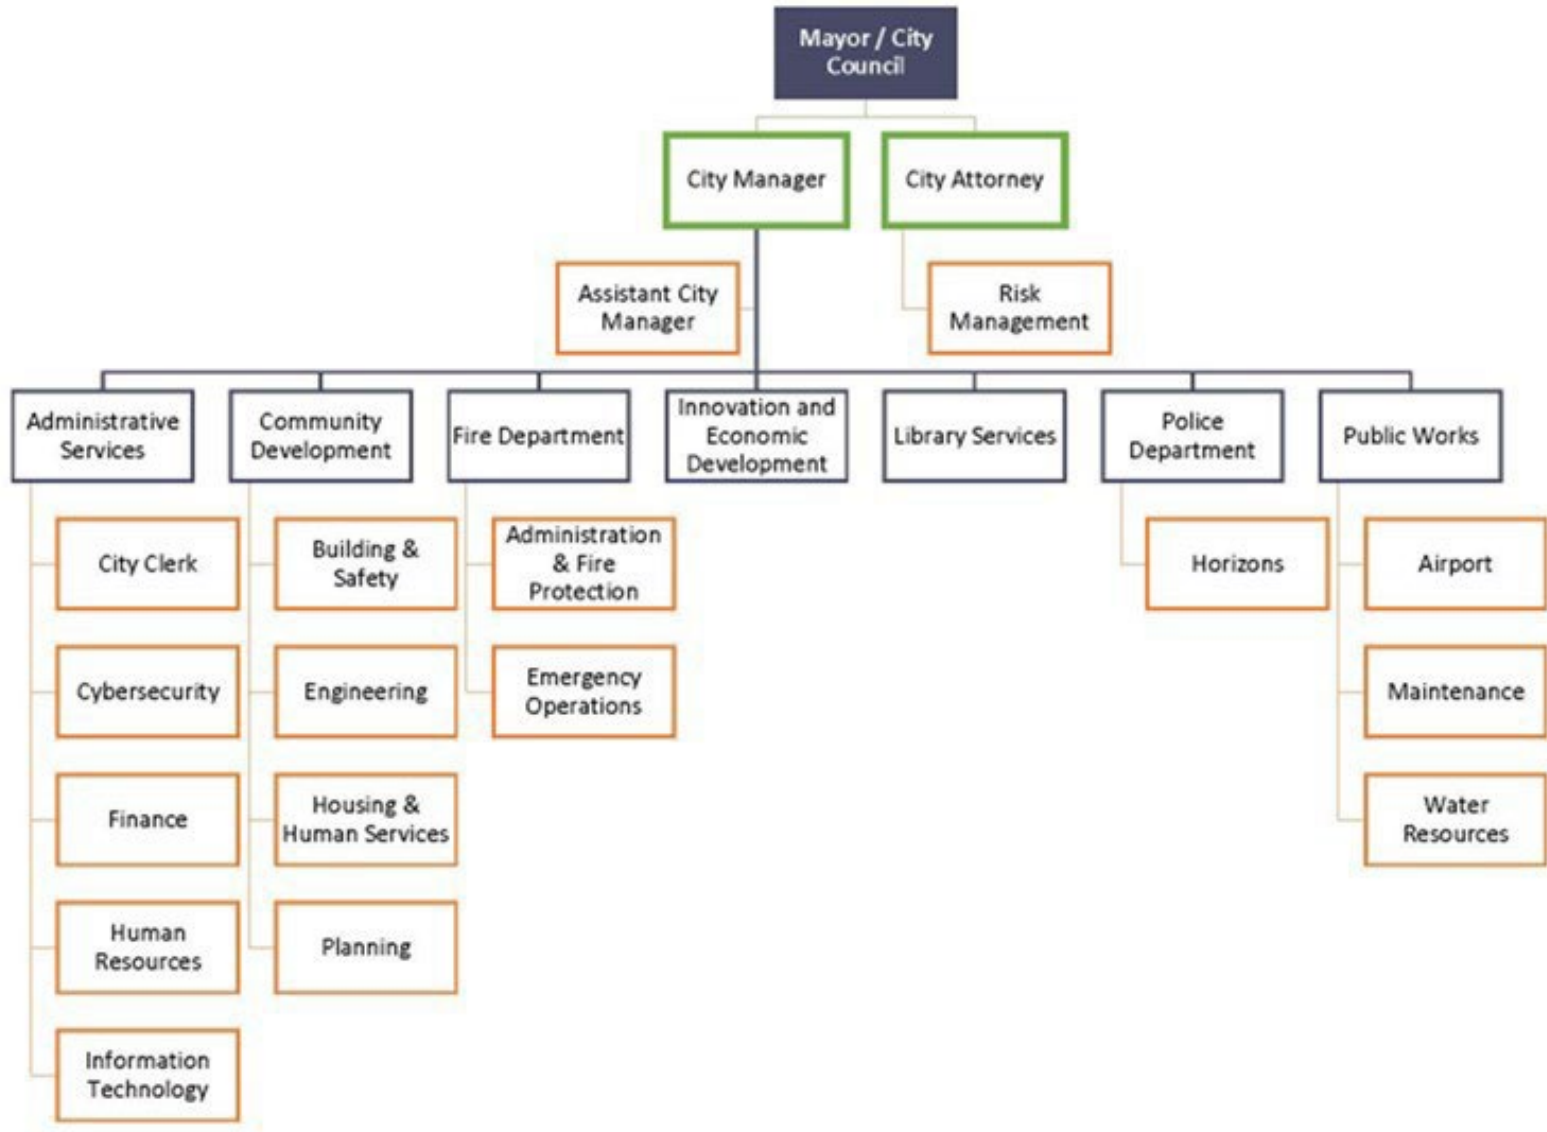 Mayor / City
Council
City Manager
City Attorney
Assistant City
Manager
Risk
Management
Administrative
Services
Community
Development
Fire Department
Innovation and
Economic
Development
Library Services
Police
Department
Public Works
City Clerk
Building &
Safety
Administration
& Fire
Protection
Horizons
Airport
Cybersecurity
Engineering
Emergency
Operations
Maintenance
Finance
Housing &
Human Services
Water
Resources
Human
Resources
Planning
Information
Technology